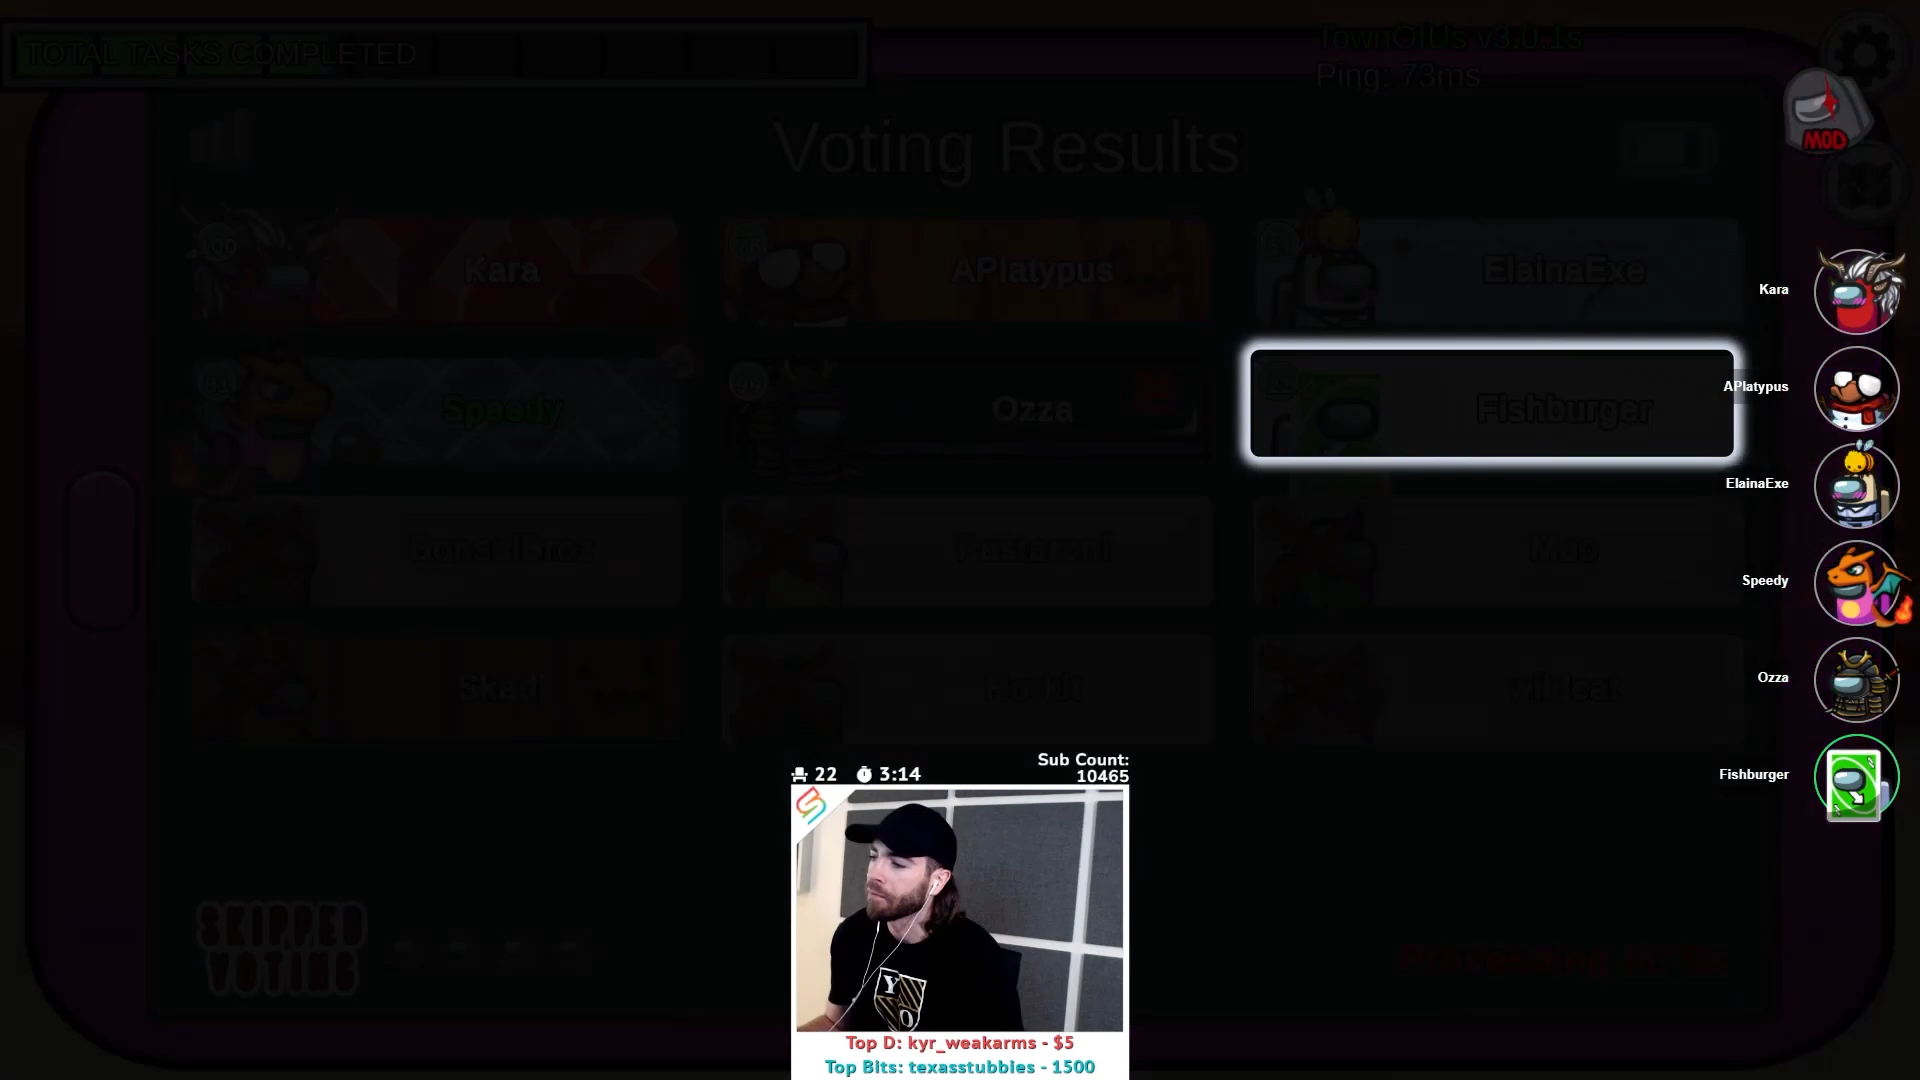 TOTAL TASKS COMPLETED
TownOfUs v3.0.1s
Ping: 73ms
MOD
Voting Results
Kara
APlatypus
ElainaExe
Speedy
Ozza
Fishburger
Skadi
Kara
APlatypus
ElainaExe
Speedy
Ozza
Fishburger
SKIPPED
VOTING
22
3:14
Sub Count:
10465
Y
O
Top D: kyr_weakarms - $5
Top Bits: texasstubbies - 1500